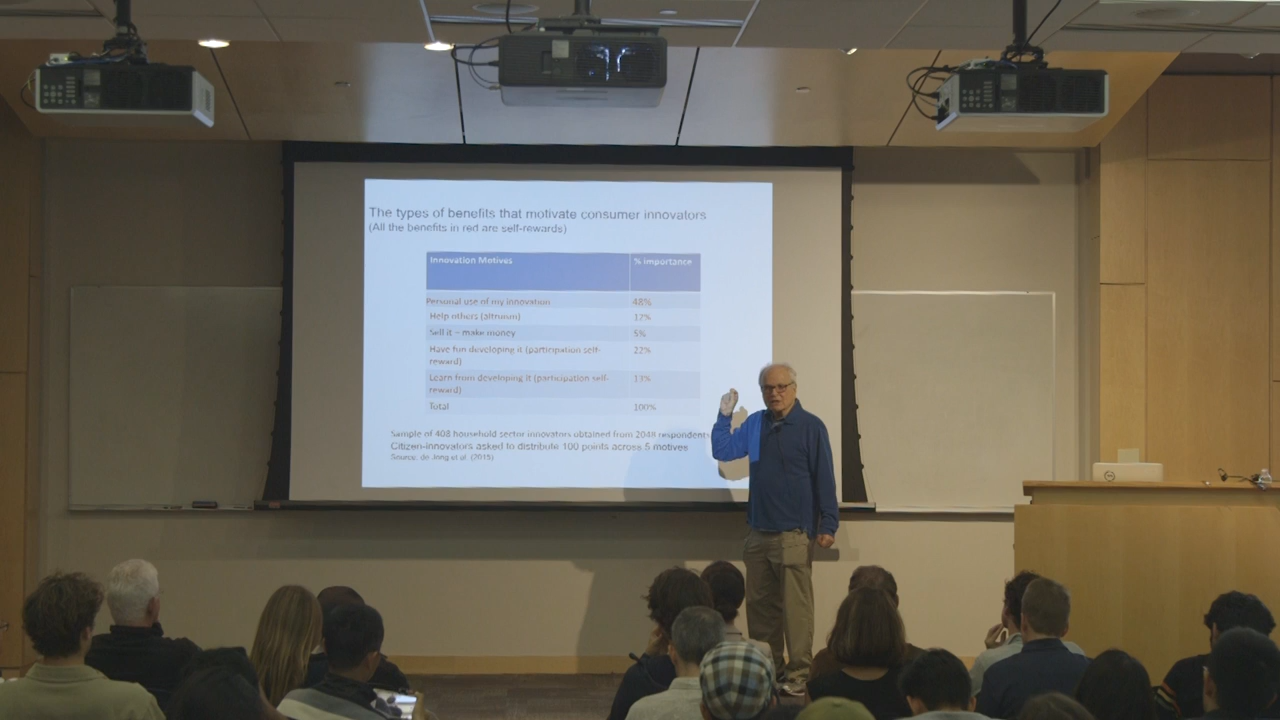 The types of benefits that motivate consumer innovators
(All the benefits in red are self-rewards)
Innovation Motives % importance
Personal use of my innovation 48%
Help others (altruism) 12%
Sell it – make money 5%
Have fun developing it (participation self-
reward) 22%
Learn from developing it (participation self-
reward) 13%
Total 100%
Sample of 408 household sector innovators obtained from 2048 respondents
Citizen-innovators asked to distribute 100 points across 5 motives
Source: de Jong et al. (2015)